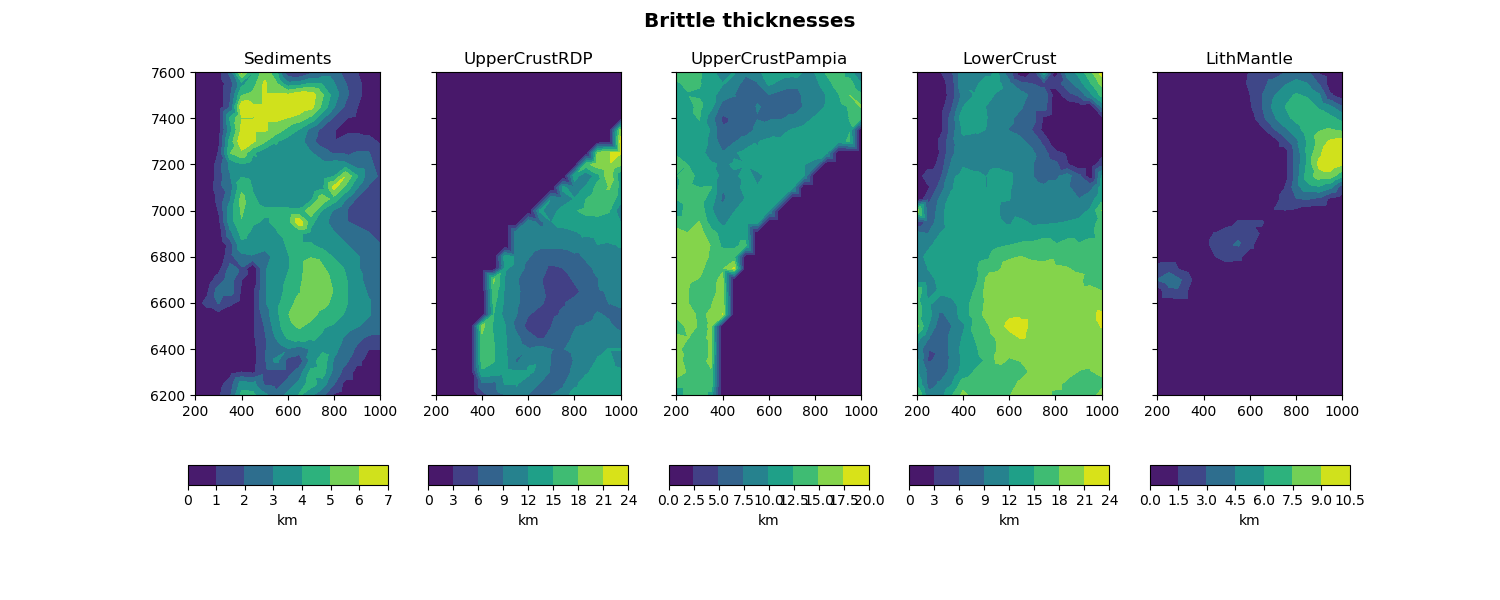 Brittle thicknesses
Sediments UpperCrustRDP UpperCrustPampia LowerCrust LithMantle
7600
7400
7200
7000
6800
6600
6400
6200
200 400 600 800 1000 200 400 600 800 1000 200 400 600 800 1000 200 400 600 800 1000 200 400 600 800 1000
0 1 2 3 4 5 6 7 0 3 6 9 12 15 18 21 24 0.0 2.5 5.0 7.5 10.0 12.5 15.0 17.5 20.0 0 3 6 9 12 15 18 21 24 0.0 1.5 3.0 4.5 6.0 7.5 9.0 10.5
km km km km km